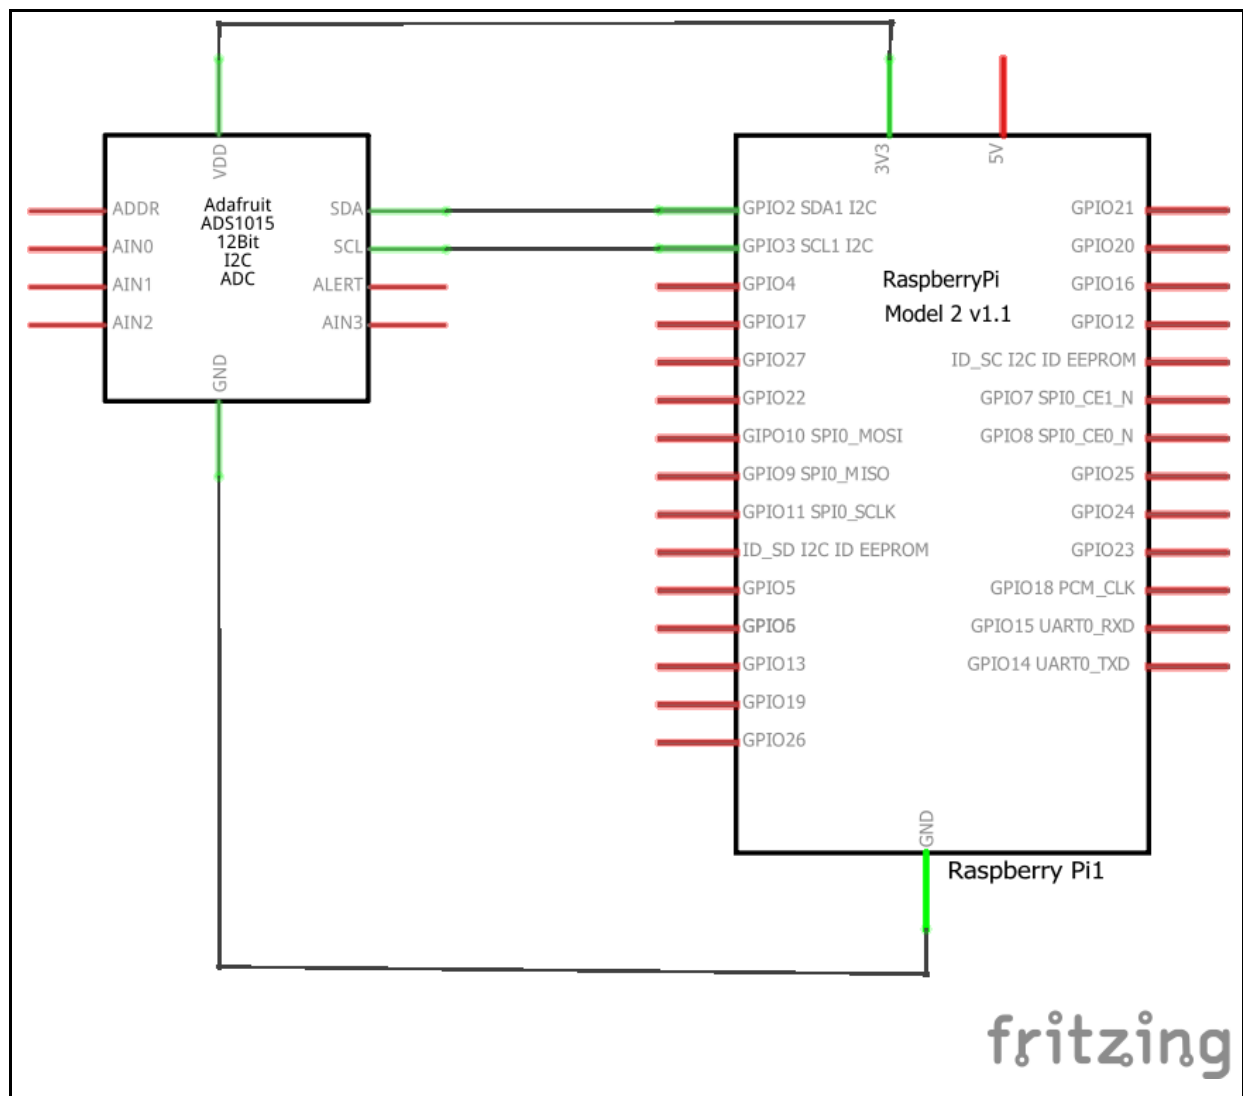 VDD
ADDR
AIN0
AIN1
AIN2
Adafruit
ADS1015
12Bit
I2C
ADC
SDA
SCL
ALERT
AIN3
GND
3V3
5V
GPIO2 SDA1 I2C
GPIO3 SCL1 I2C
GPIO4
GPIO17
GPIO27
GPIO22
GIPO10 SPI0_MOSI
GPIO9 SPI0_MISO
GPIO11 SPI0_SCLK
ID_SD I2C ID EEPROM
GPIO5
GPIO13
GPIO19
GPIO26
RaspberryPi
Model 2 v1.1
GPIO21
GPIO20
GPIO16
GPIO12
ID_SC I2C ID EEPROM
GPIO7 SPI0_CE1_N
GPIO8 SPI0_CE0_N
GPIO25
GPIO24
GPIO23
GPIO18 PCM_CLK
GPIO15 UART0_RXD
GPIO14 UART0_TXD
GND
Raspberry Pi1
fritzing